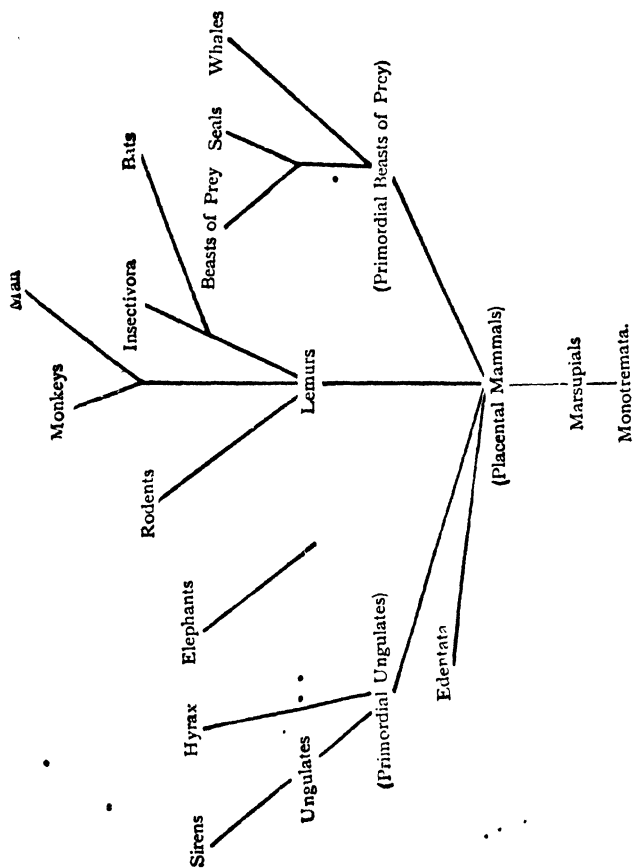 Man
Monkeys
Bats
Insectivora
Whales
Seals
Beasts of Prey
Rodents
Elephants
Hyrax
Sirens
Lemurs
Ungulates
(Primordial Beasts of Prey)
(Primordial Ungulates)
Edentata
(Placental Mammals)
Marsupials
Monotremata.